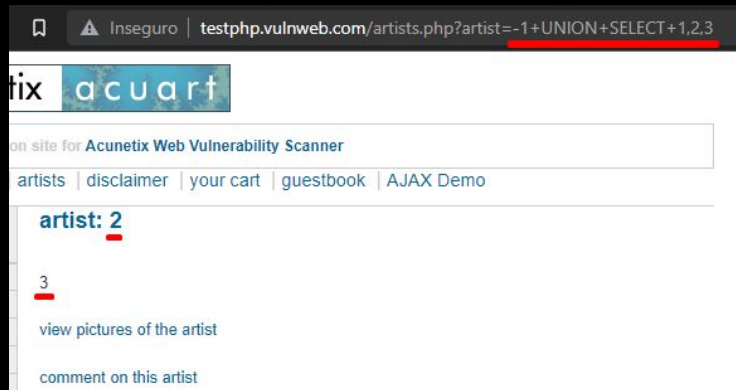 Inseguro | testphp.vulnweb.com/artists.php?artist=-1+UNION+SELECT+1,2,3
tix acuart
on site for Acunetix Web Vulnerability Scanner
artists | disclaimer | your cart | guestbook | AJAX Demo
artist: 2
3
view pictures of the artist
comment on this artist